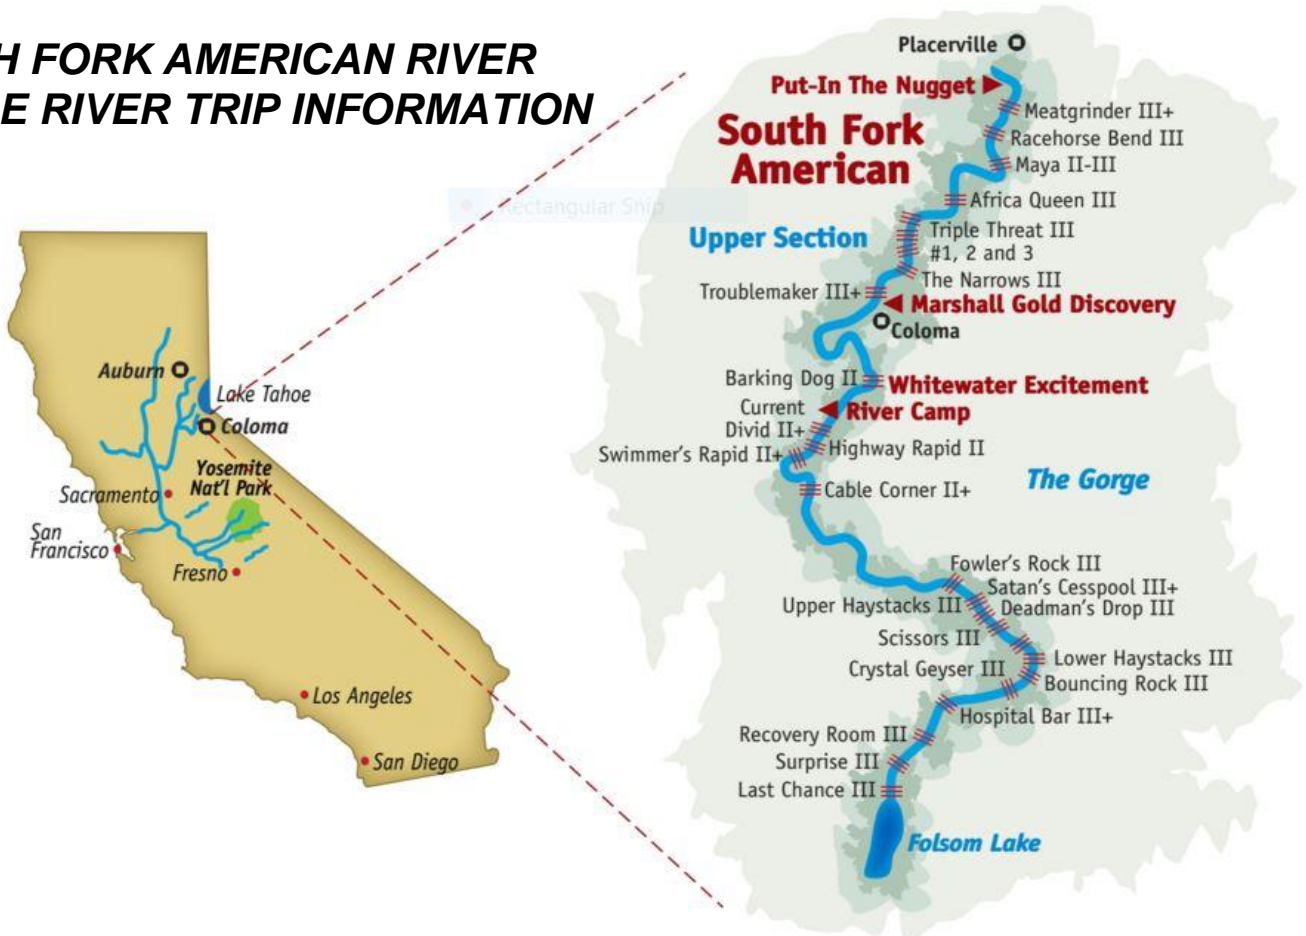 H FORK AMERICAN RIVER
E RIVER TRIP INFORMATION
Rectangular Snip
Auburn
Lake Tahoe
Coloma
Yosemite
Nat'l Park
Sacramento
San
Francisco
Fresno
Los Angeles
San Diego
Placerville
Put-In The Nugget
South Fork
American
Meatgrinder III+
Racehorse Bend III
Maya II-III
Africa Queen III
Upper Section
Triple Threat III
#1, 2 and 3
The Narrows III
Troublemaker III+
Marshall Gold Discovery
Coloma
Barking Dog II
Whitewater Excitement
River Camp
Current
Divid II+
Highway Rapid II
Swimmer's Rapid II+
The Gorge
Cable Corner II+
Fowler's Rock III
Satan's Cesspool III+
Upper Haystacks III
Deadman's Drop III
Scissors III
Lower Haystacks III
Crystal Geyser III
Bouncing Rock III
Hospital Bar III+
Recovery Room III
Surprise III
Last Chance III
Folsom Lake